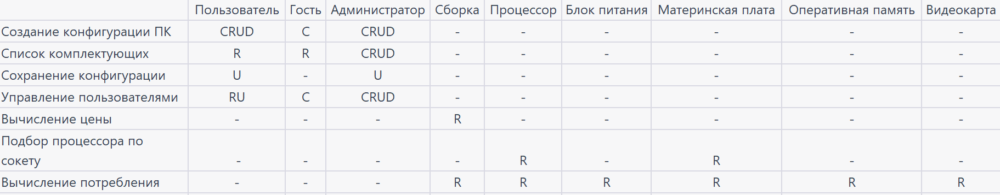 Пользователь Гость Администратор Сборка Процессор Блок питания Материнская плата Оперативная память Видеокарта
Создание конфигурации ПК CRUD C CRUD - - - - - -
Список комплектующих R R CRUD - - - - - -
Сохранение конфигурации U - U - - - - - -
Управление пользователями RU C CRUD - - - - - -
Вычисление цены - - - R - - - - -
Подбор процессора по
сокету - - - - R - R - -
Вычисление потребления - - - R R R R R R